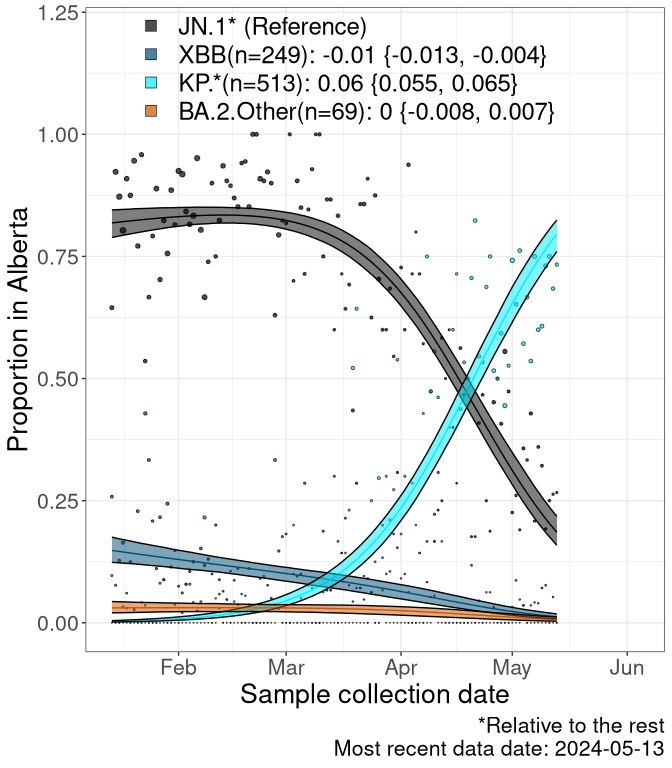 JN.1* (Reference)
XBB(n=249): -0.01 {-0.013, -0.004}
KP.*(n=513): 0.06 {0.055, 0.065}
BA.2.Other(n=69): 0 {-0.008, 0.007}
Proportion in Alberta
1.25
1.00
0.75
0.50
0.25
0.00
Feb Mar Apr May Jun
Sample collection date
*Relative to the rest
Most recent data date: 2024-05-13